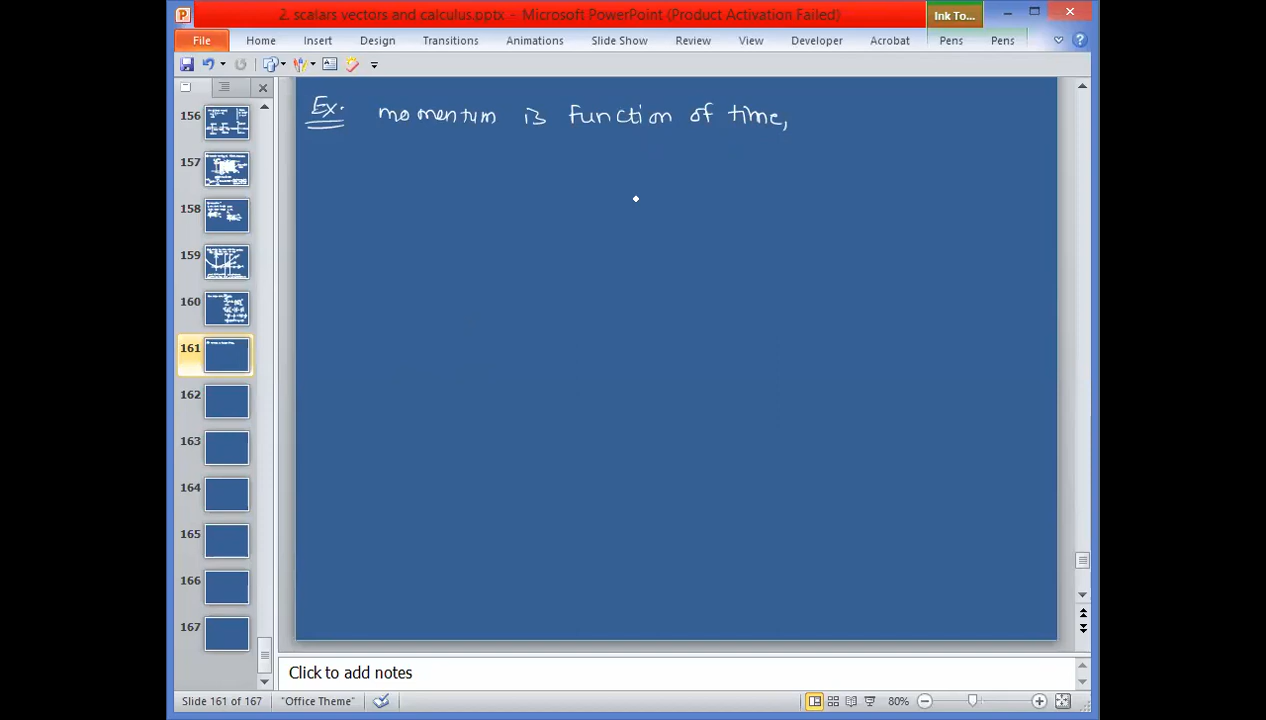 2. scalars vectors and calculus.pptx - Microsoft PowerPoint (Product Activation Failed)
Ink To...
File Home Insert Design Transitions Animations Slide Show Review View Developer Acrobat Pens Pens
Ex. momentum is function of time,
156
157
158
159
160
161
162
163
164
165
166
167
Click to add notes
Slide 161 of 167 "Office Theme" 80%